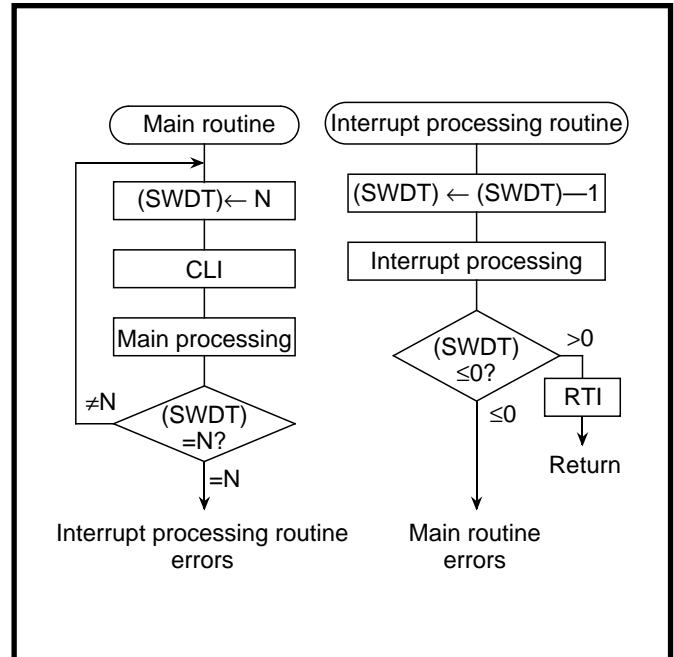 Main routine
(SWDT)← N
CLI
Main processing
(SWDT)
=N?
≠N
=N
Interrupt processing routine
errors
Interrupt processing routine
(SWDT) ← (SWDT)—1
Interrupt processing
(SWDT)
≤0?
>0
RTI
Return
≤0
Main routine
errors